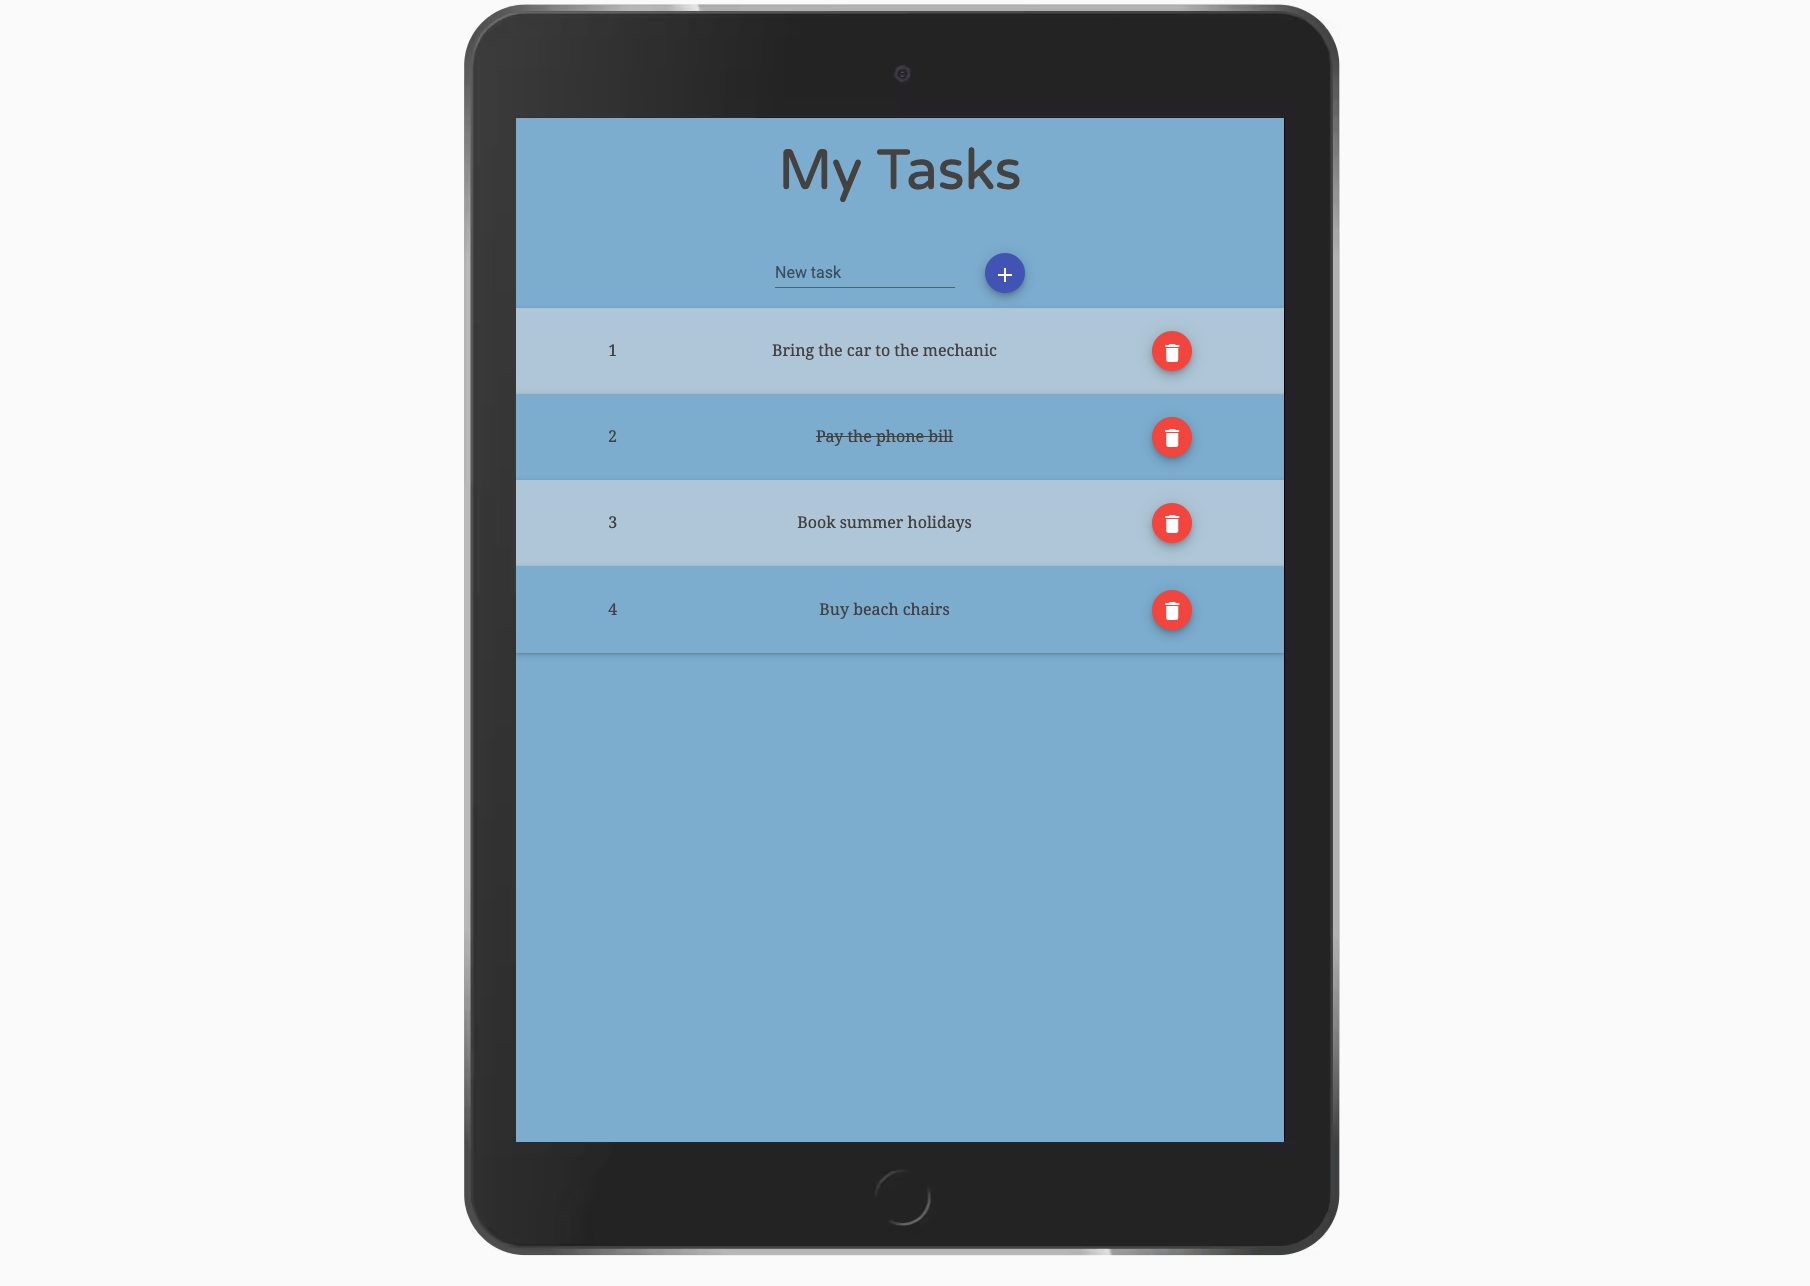 My Tasks
New task
1 Bring the car to the mechanic
2 Pay the phone bill
3 Book summer holidays
4 Buy beach chairs